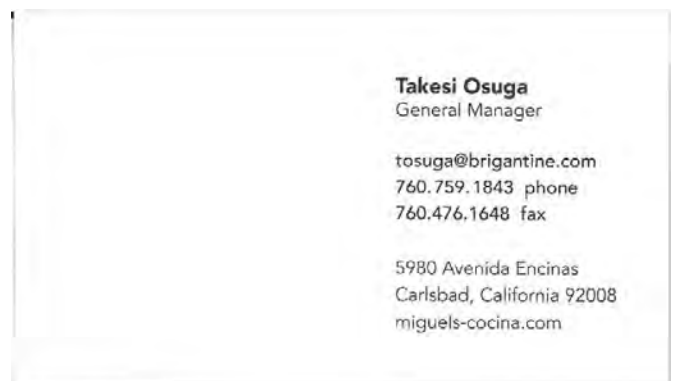 Takesi Osuga
General Manager
tosuga@brigantine.com
760.759.1843 phone
760.476.1648 fax
5980 Avenida Encinas
Carlsbad, California 92008
miguels-cocina.com